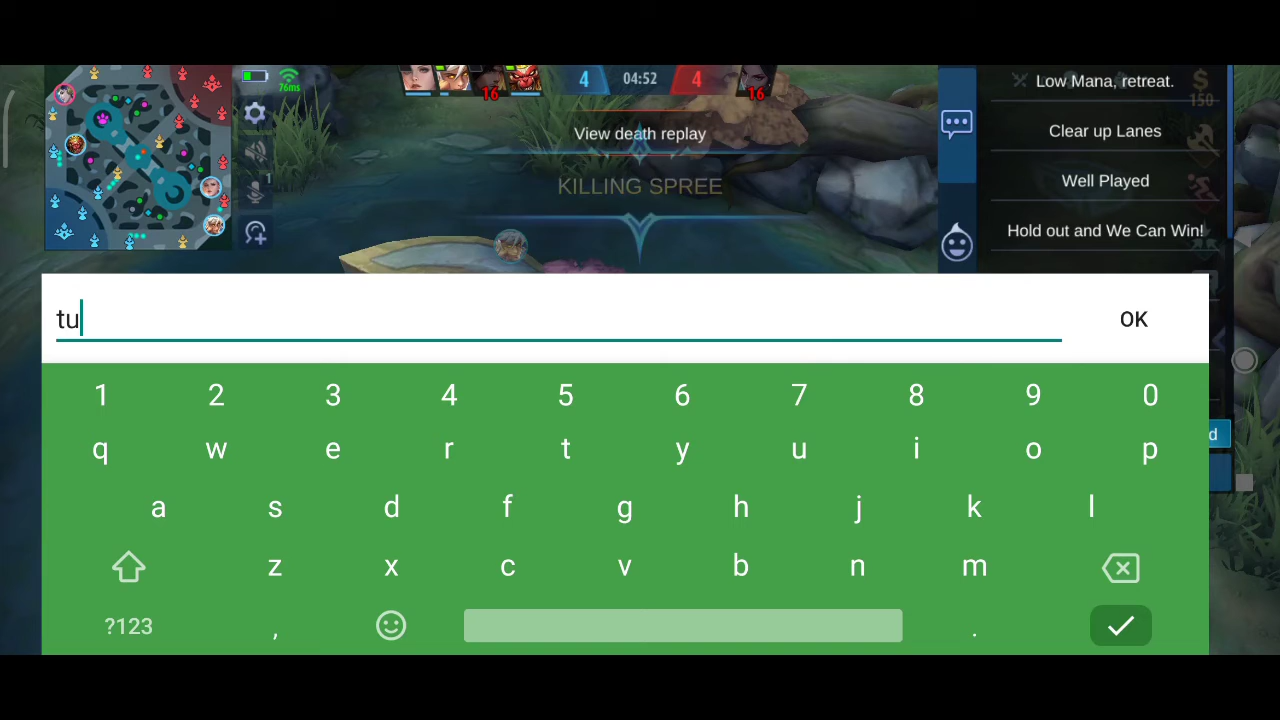 76ms
16
4
04:52
4
16
View death replay
KILLING SPREE
1
Low Mana, retreat.
150
Clear up Lanes
Well Played
Hold out and We Can Win!
tu
OK
1 2 3 4 5 6 7 8 9 0
q w e r t y u i o p
a s d f g h j k l
z x c v b n m
?123 , .
d